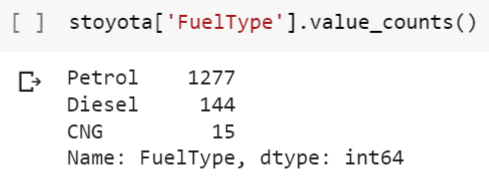 [ ] stoyota['FuelType'].value_counts()
Petrol    1277
Diesel     144
CNG         15
Name: FuelType, dtype: int64